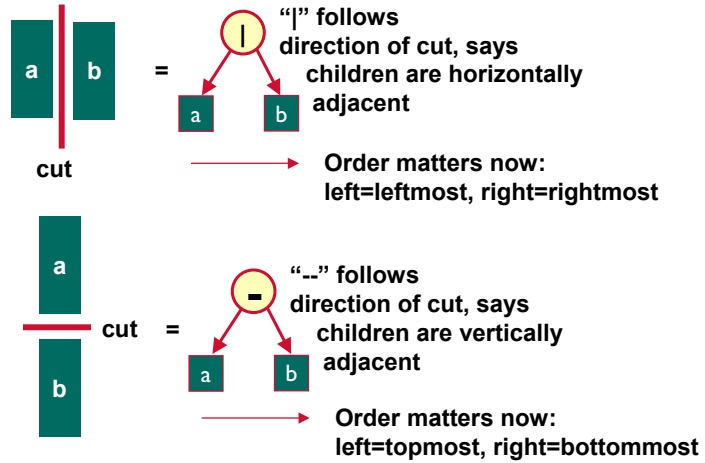 “|” follows
direction of cut, says
children are horizontally
adjacent
a b = |
a b
cut
Order matters now:
left=leftmost, right=rightmost
a
“--” follows
direction of cut, says
children are vertically
adjacent
cut = -
b
a b
Order matters now:
left=topmost, right=bottommost